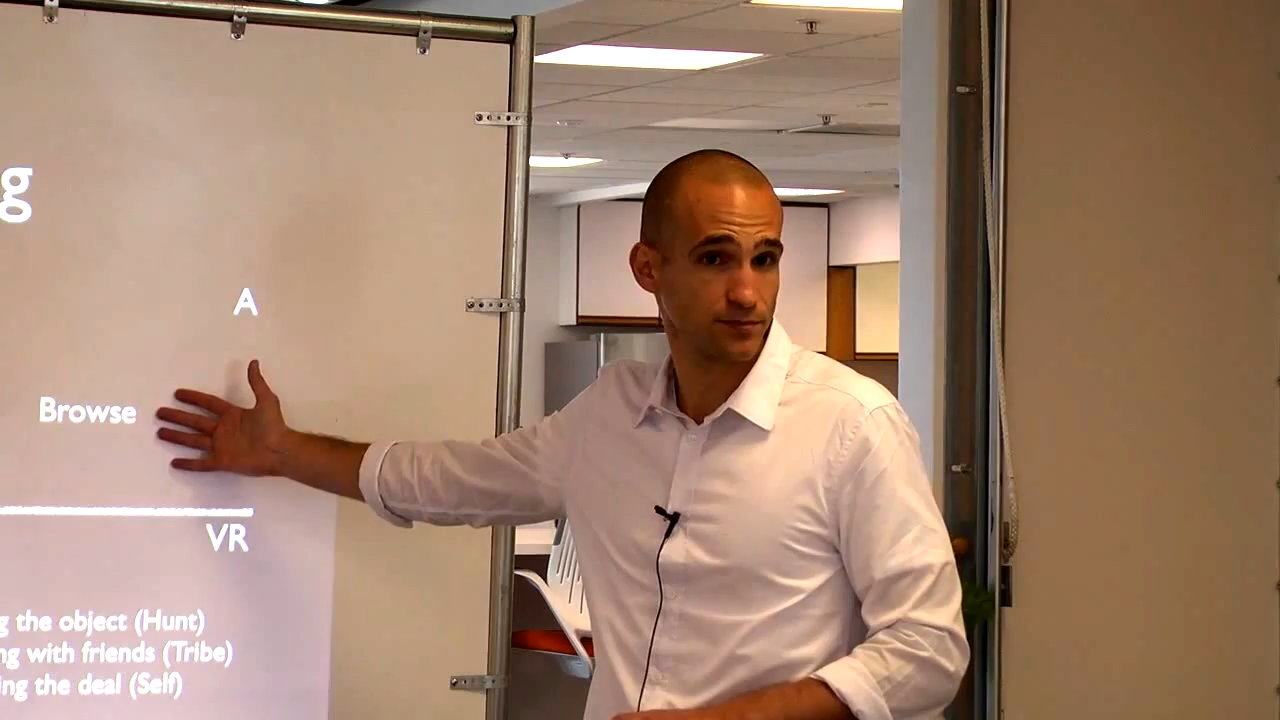 g
A
Browse
VR
g the object (Hunt)
ng with friends (Tribe)
ing the deal (Self)